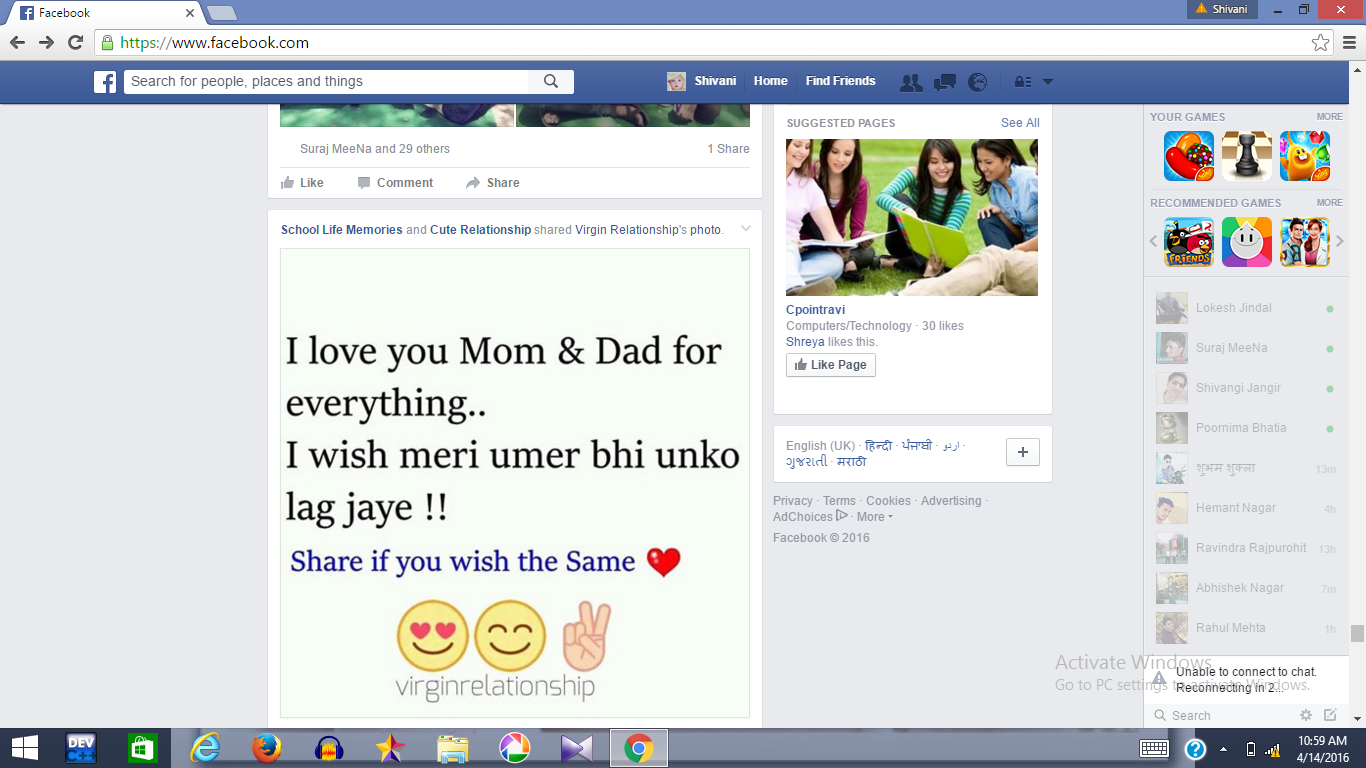 Facebook
Shivani
https://www.facebook.com
Search for people, places and things
Shivani
Home
Find Friends
Suraj MeeNa and 29 others
1 Share
Like
Comment
Share
School Life Memories and Cute Relationship shared Virgin Relationship's photo.
I love you Mom & Dad for
everything..
I wish meri umer bhi unko
lag jaye !!
Share if you wish the Same
virginrelationship
SUGGESTED PAGES
See All
Cpointravi
Computers/Technology · 30 likes
Shreya likes this.
Like Page
English (UK) · हिन्दी · ਪੰਜਾਬੀ · اردو ·
ગુજરાતી · मराठी
Privacy · Terms · Cookies · Advertising ·
AdChoices · More
Facebook © 2016
YOUR GAMES
MORE
RECOMMENDED GAMES
MORE
FRIENDS
Lokesh Jindal
Suraj MeeNa
Shivangi Jangir
Poornima Bhatia
शुभम शुक्ला
13m
Hemant Nagar
4h
Ravindra Rajpurohit
13h
Abhishek Nagar
7m
Rahul Mehta
1h
Activate Windows
Go to PC settings to activate Windows.
Unable to connect to chat.
Reconnecting in 2...
Search
DEV
10:59 AM
4/14/2016